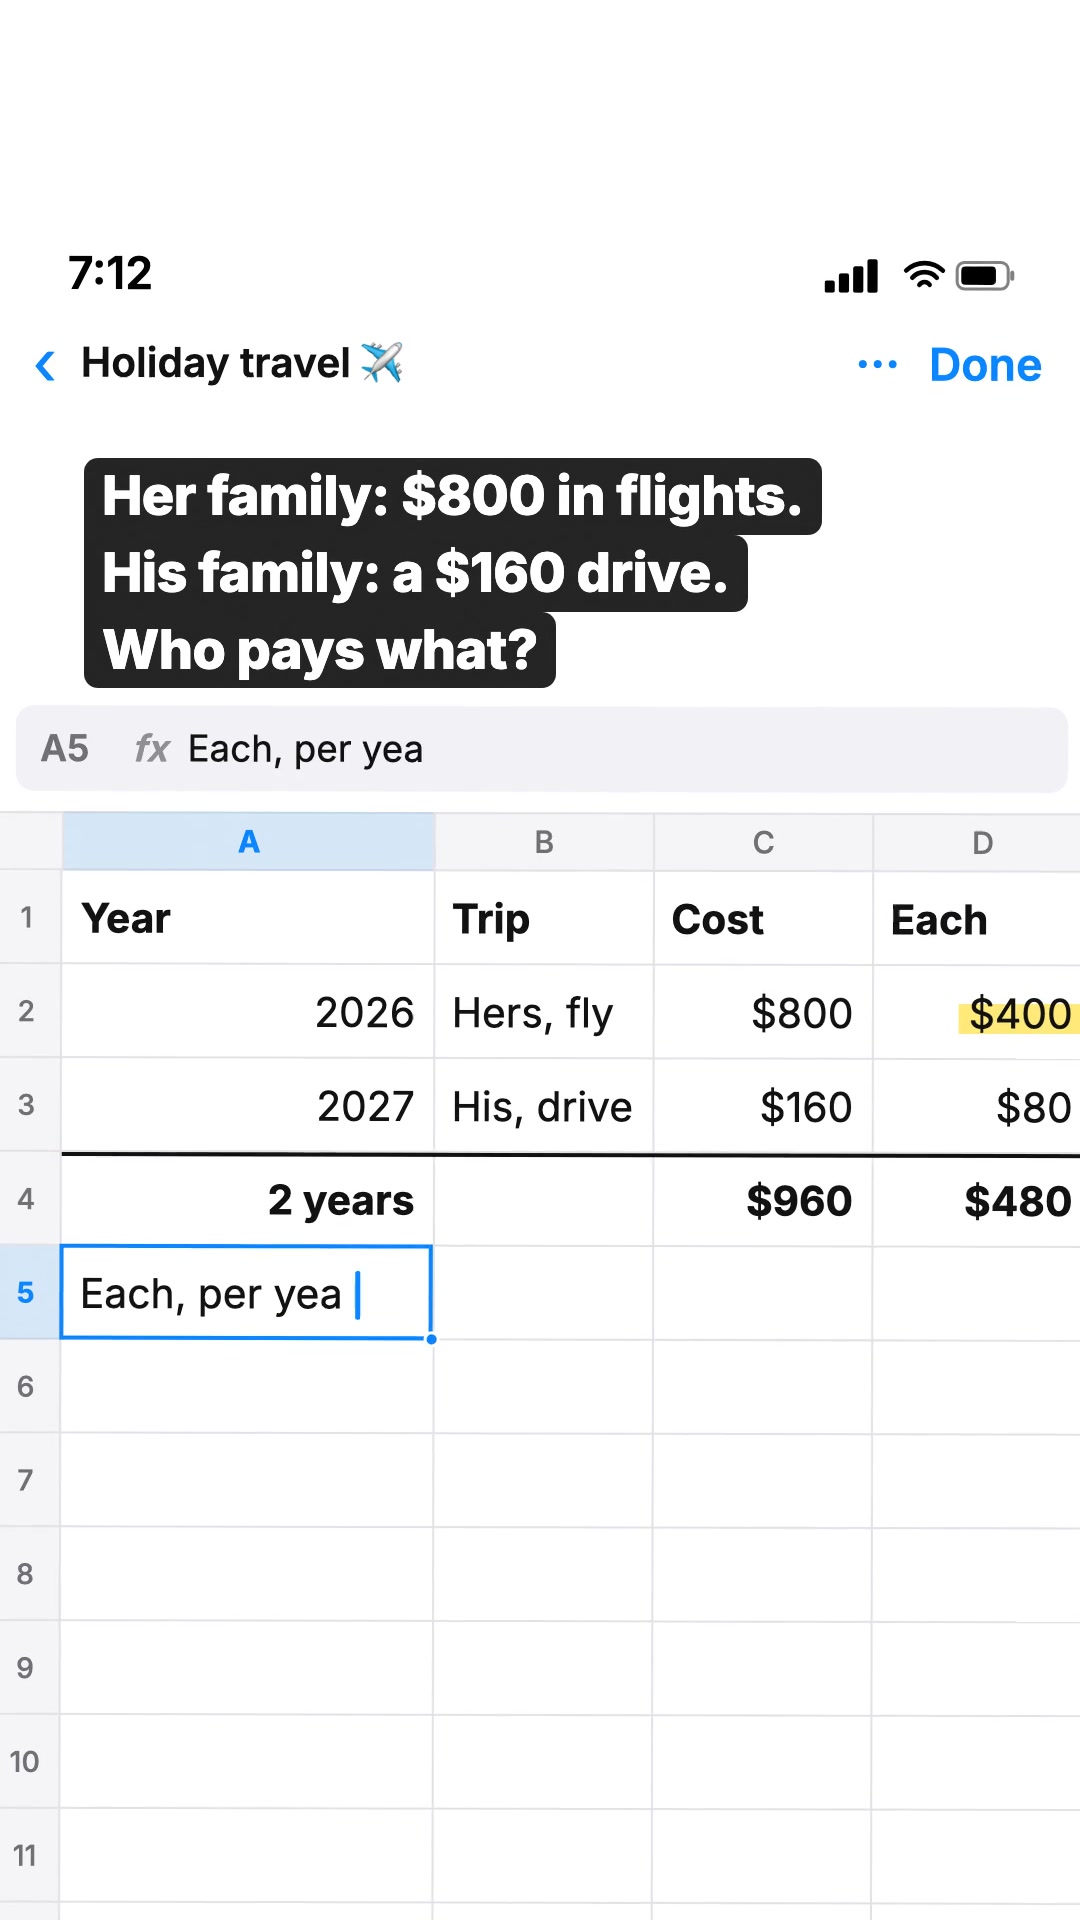 7:12
Holiday travel ✈️
Done
Her family: $800 in flights.
His family: a $160 drive.
Who pays what?
A5 fx Each, per yea
A B C D
1 Year Trip Cost Each
2 2026 Hers, fly $800 $400
3 2027 His, drive $160 $80
4 2 years $960 $480
5 Each, per yea
6
7
8
9
10
11